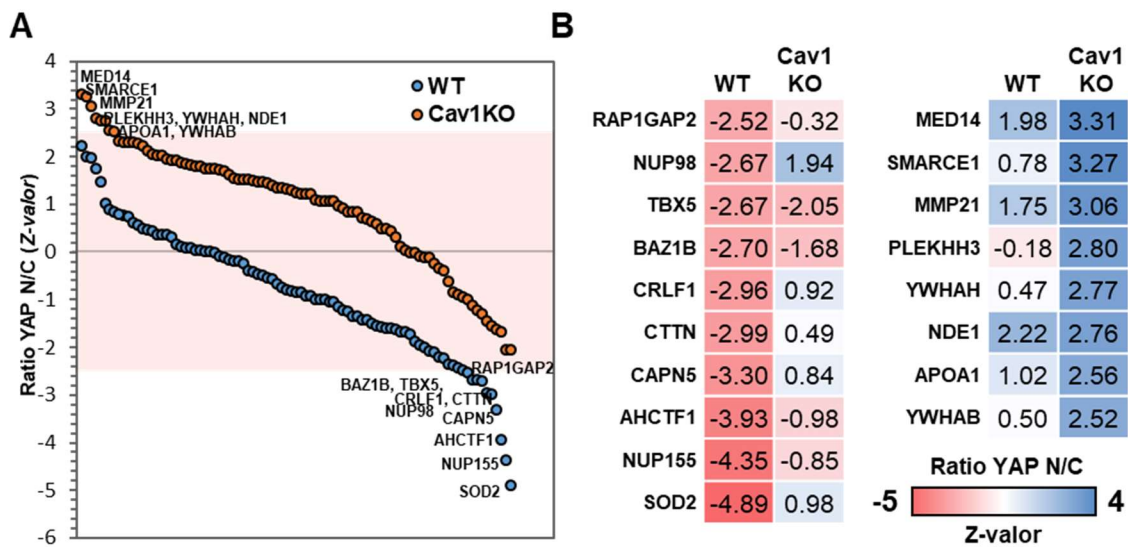 A
Ratio YAP N/C (Z-valor)
4
3
2
1
0
-1
-2
-3
-4
-5
-6
MED14
SMARCE1
MMP21
PLEKHH3, YWHAH, NDE1
APOA1, YWHAB
WT
Cav1KO
RAP1GAP2
BAZ1B, TBX5,
CRLF1, CTTN
NUP98
CAPN5
AHCTF1
NUP155
SOD2
B
WT Cav1 KO
RAP1GAP2 -2.52 -0.32
NUP98 -2.67 1.94
TBX5 -2.67 -2.05
BAZ1B -2.70 -1.68
CRLF1 -2.96 0.92
CTTN -2.99 0.49
CAPN5 -3.30 0.84
AHCTF1 -3.93 -0.98
NUP155 -4.35 -0.85
SOD2 -4.89 0.98
WT Cav1 KO
MED14 1.98 3.31
SMARCE1 0.78 3.27
MMP21 1.75 3.06
PLEKHH3 -0.18 2.80
YWHAH 0.47 2.77
NDE1 2.22 2.76
APOA1 1.02 2.56
YWHAB 0.50 2.52
Ratio YAP N/C
-5 4
Z-valor